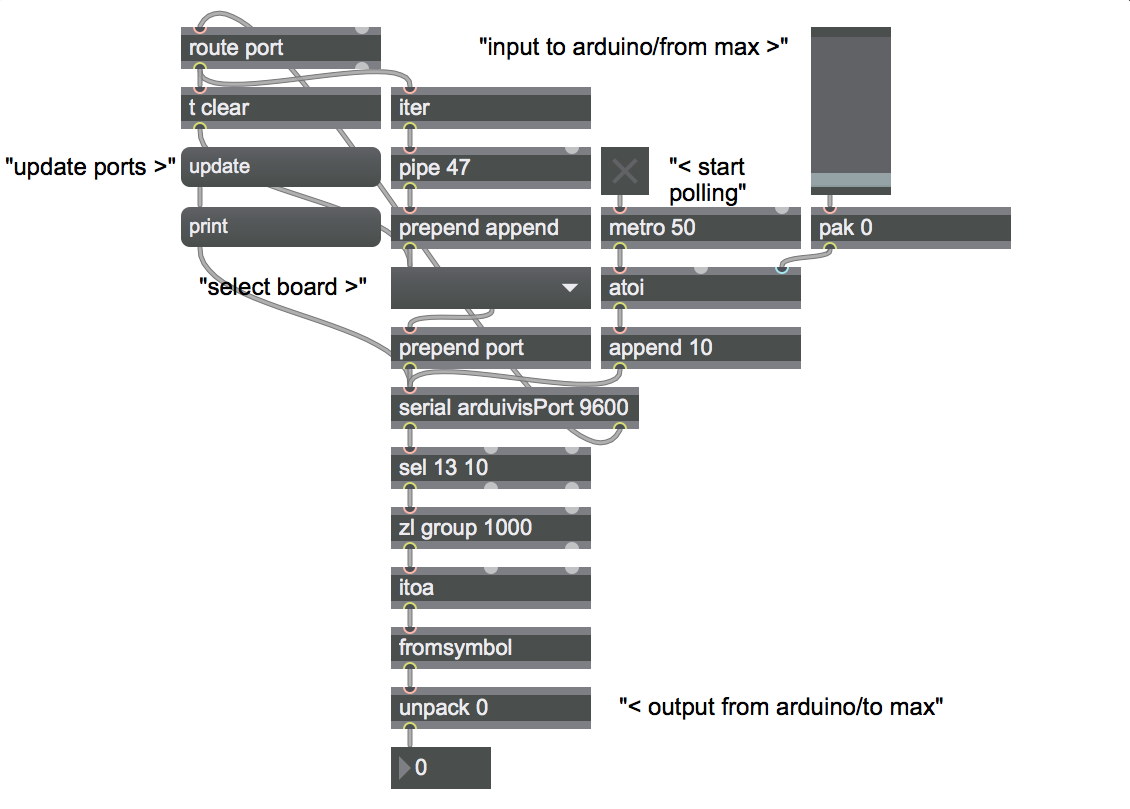 route port
"input to arduino/from max >"
t clear
iter
"update ports >"
update
pipe 47
"< start
polling"
print
prepend append
metro 50
pak 0
"select board >"
atoi
prepend port
append 10
serial arduivisPort 9600
sel 13 10
zl group 1000
itoa
fromsymbol
unpack 0
"< output from arduino/to max"
0